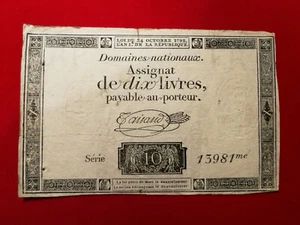 LOI DU 24 OCTOBRE 1792,
L'AN 1er DE LA RÉPUBLIQUE.
Domaines nationaux.
Assignat
de dix livres,
payable au porteur.
Taisaud
Série
10
13981me